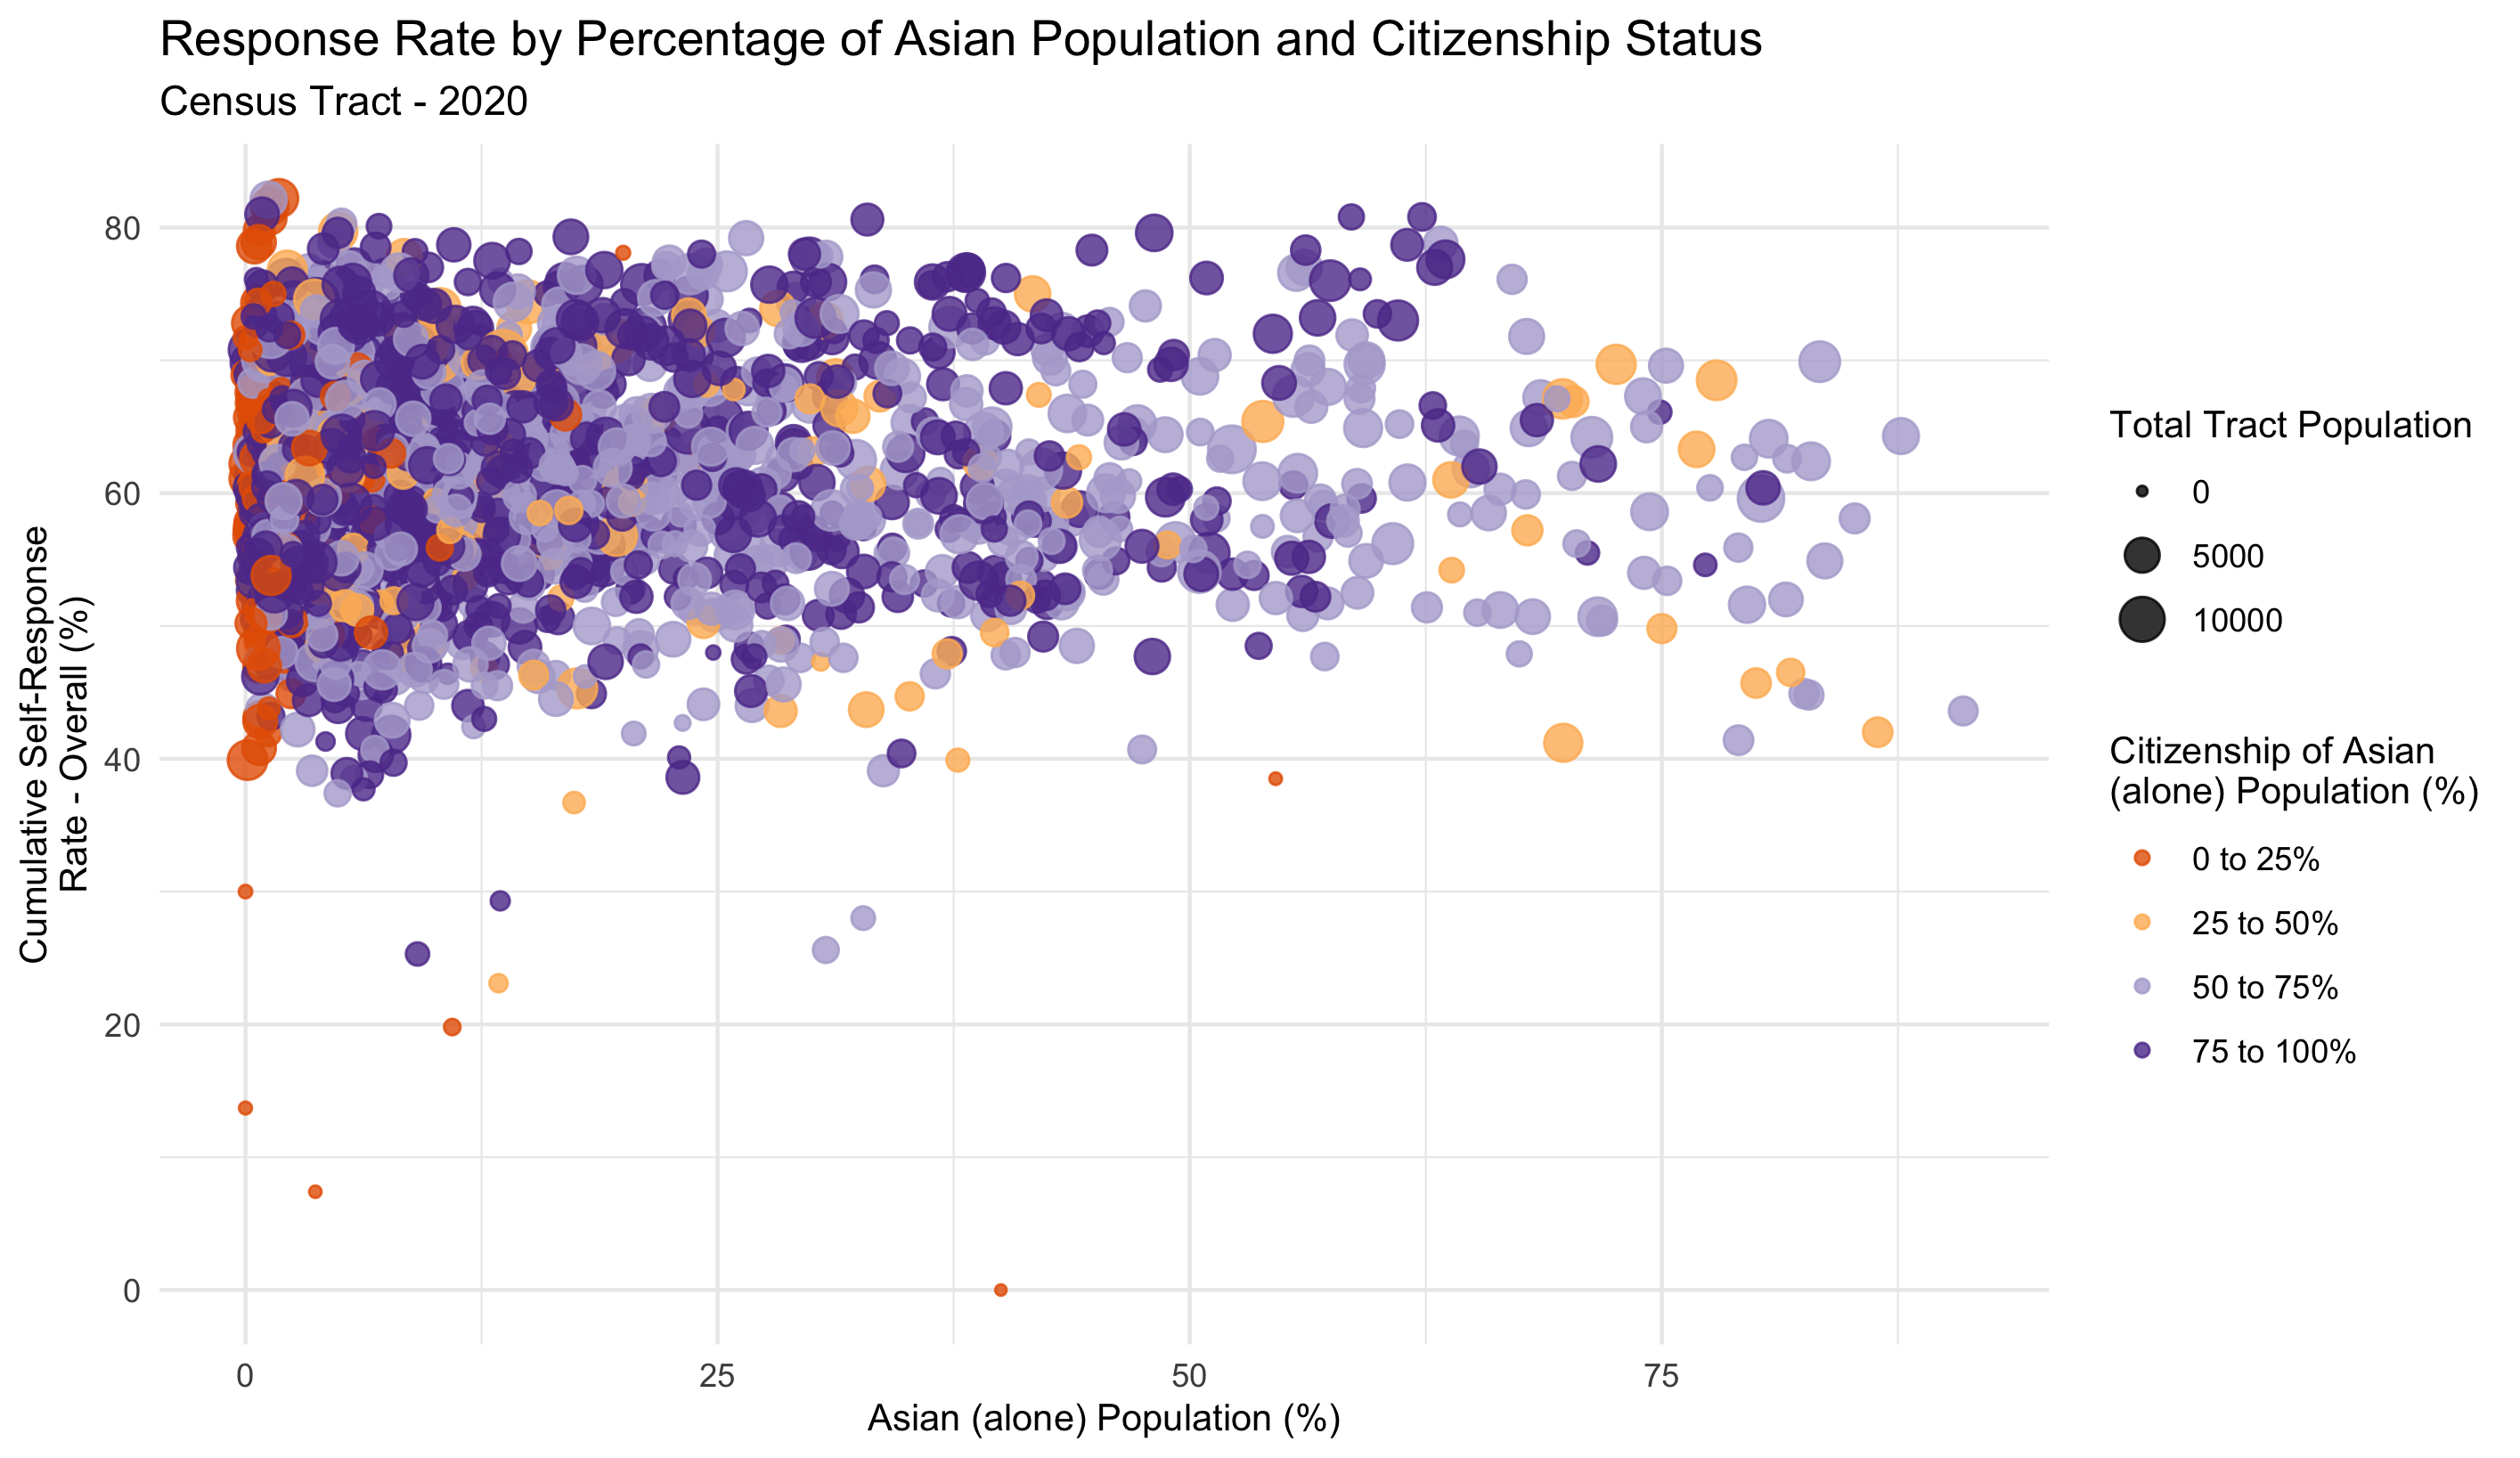 Response Rate by Percentage of Asian Population and Citizenship Status
Census Tract - 2020
Cumulative Self-Response
Rate - Overall (%)
80
60
40
20
0
0
25
50
75
Asian (alone) Population (%)
Total Tract Population
0
5000
10000
Citizenship of Asian
(alone) Population (%)
0 to 25%
25 to 50%
50 to 75%
75 to 100%